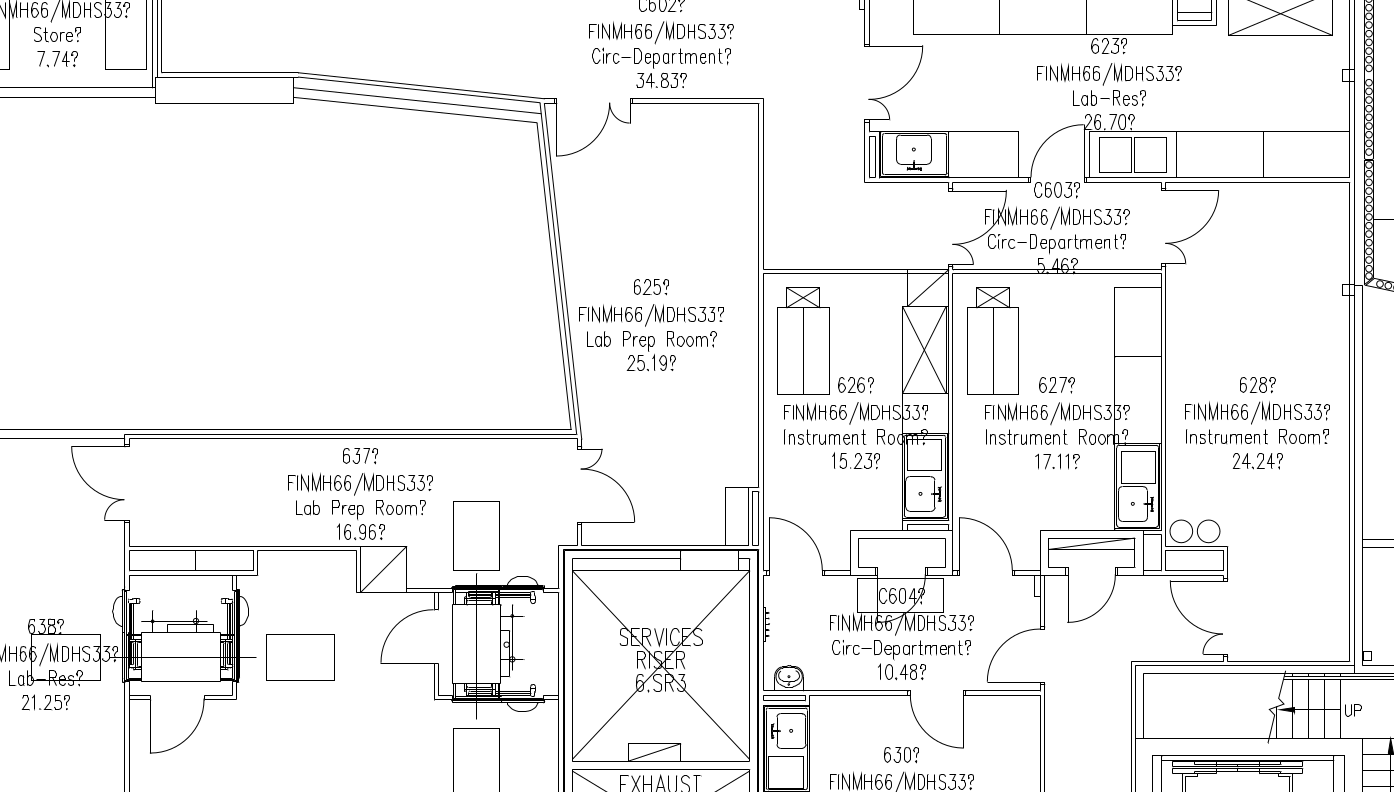 FINMH66/MDHS33?
Store?
7.74?
C602?
FINMH66/MDHS33?
Circ-Department?
34.83?
623?
FINMH66/MDHS33?
Lab-Res?
26.70?
C603?
FINMH66/MDHS33?
Circ-Department?
5.46?
625?
FINMH66/MDHS33?
Lab Prep Room?
25.19?
626?
FINMH66/MDHS33?
Instrument Room?
15.23?
627?
FINMH66/MDHS33?
Instrument Room?
17.11?
628?
FINMH66/MDHS33?
Instrument Room?
24.24?
637?
FINMH66/MDHS33?
Lab Prep Room?
16.96?
C604?
FINMH66/MDHS33?
Circ-Department?
10.48?
638?
MH66/MDHS33?
Lab-Res?
21.25?
SERVICES
RISER
6.SR3
UP
630?
FINMH66/MDHS33?
EXHAUST